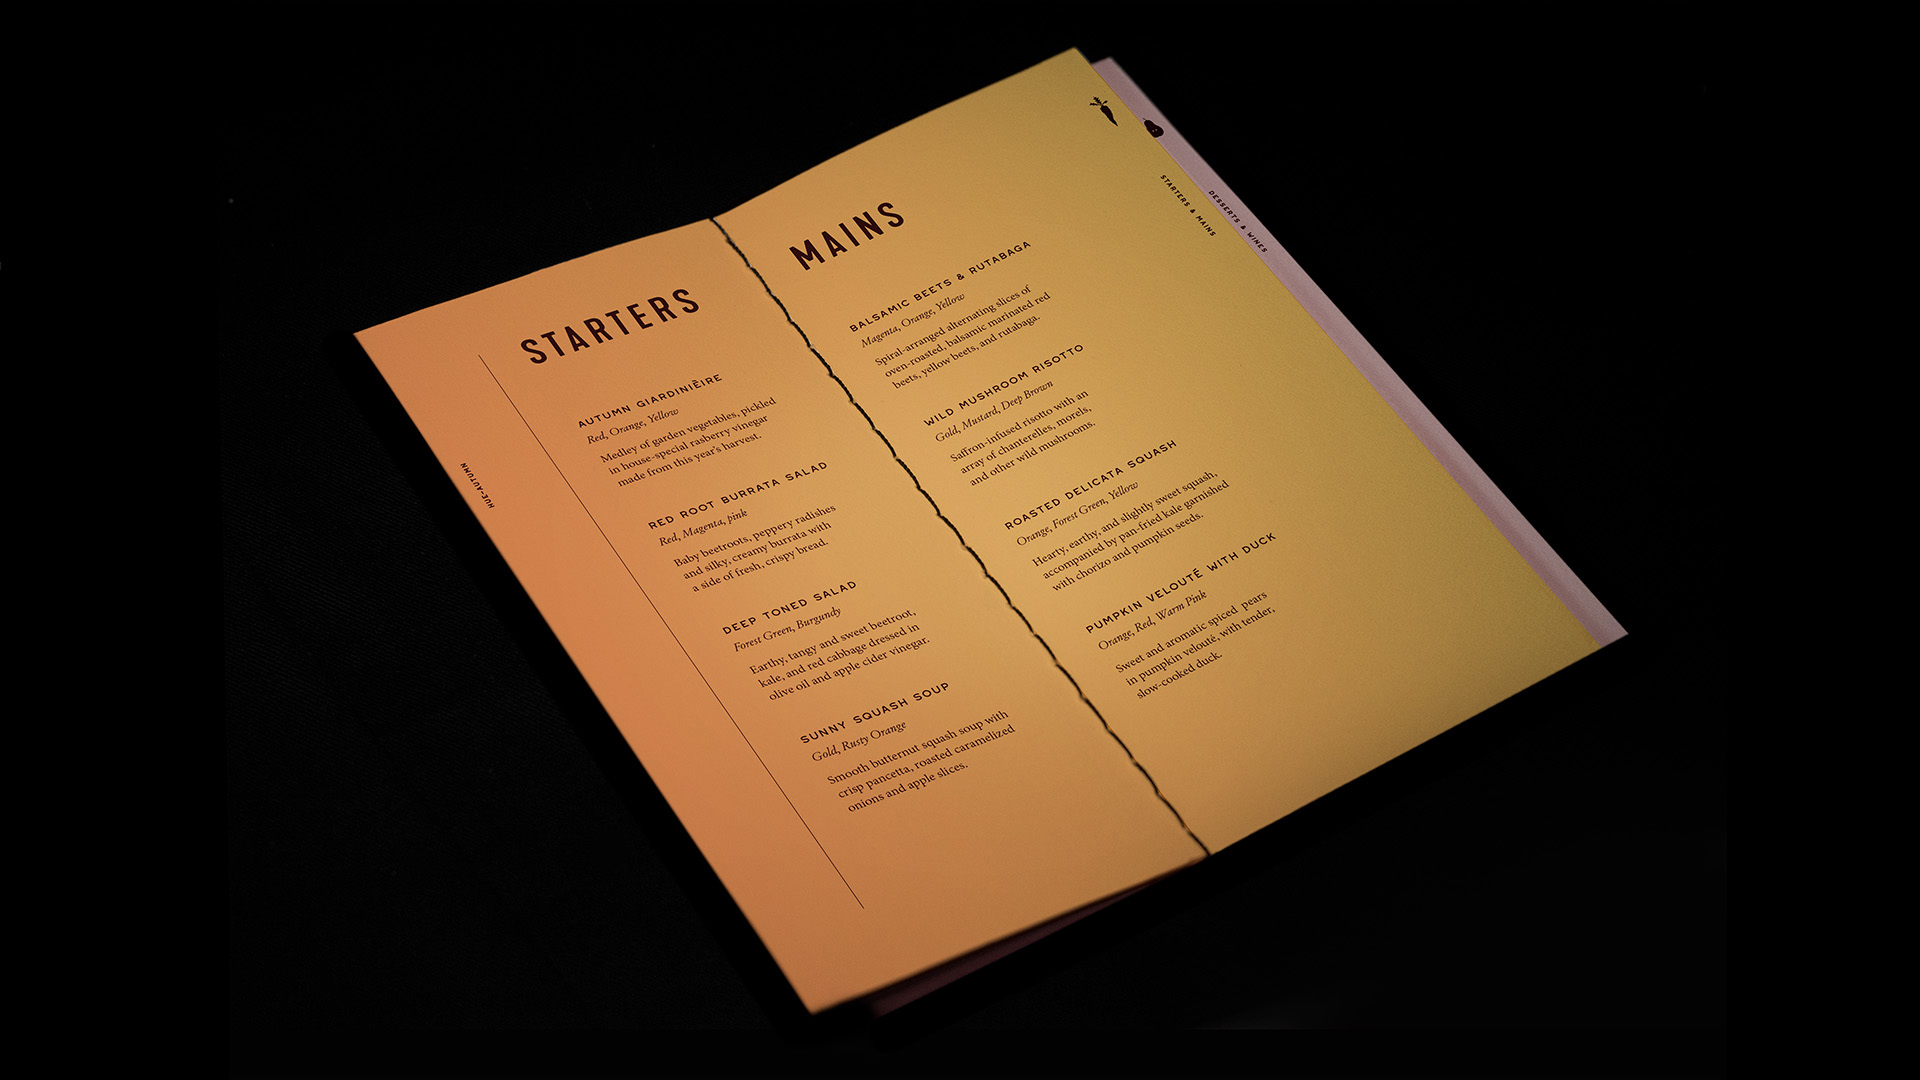 HUE-AUTUMN
STARTERS
AUTUMN GIARDINIĒIRE
Red, Orange, Yellow
Medley of garden vegetables, pickled
in house-special rasberry vinegar
made from this year's harvest.
RED ROOT BURRATA SALAD
Red, Magenta, pink
Baby beetroots, peppery radishes
and silky, creamy burrata with
a side of fresh, crispy bread.
DEEP TONED SALAD
Forest Green, Burgundy
Earthy, tangy and sweet beetroot,
kale, and red cabbage dressed in
olive oil and apple cider vinegar.
SUNNY SQUASH SOUP
Gold, Rusty Orange
Smooth butternut squash soup with
crisp pancetta, roasted caramelized
onions and apple slices.
MAINS
BALSAMIC BEETS & RUTABAGA
Magenta, Orange, Yellow
Spiral-arranged alternating slices of
oven-roasted, balsamic marinated red
beets, yellow beets, and rutabaga.
WILD MUSHROOM RISOTTO
Gold, Mustard, Deep Brown
Saffron-infused risotto with an
array of chanterelles, morels,
and other wild mushrooms.
ROASTED DELICATA SQUASH
Orange, Forest Green, Yellow
Hearty, earthy, and slightly sweet squash,
accompanied by pan-fried kale garnished
with chorizo and pumpkin seeds.
PUMPKIN VELOUTÉ WITH DUCK
Orange, Red, Warm Pink
Sweet and aromatic spiced pears
in pumpkin velouté, with tender,
slow-cooked duck.
STARTERS & MAINS
DESSERTS & WINES